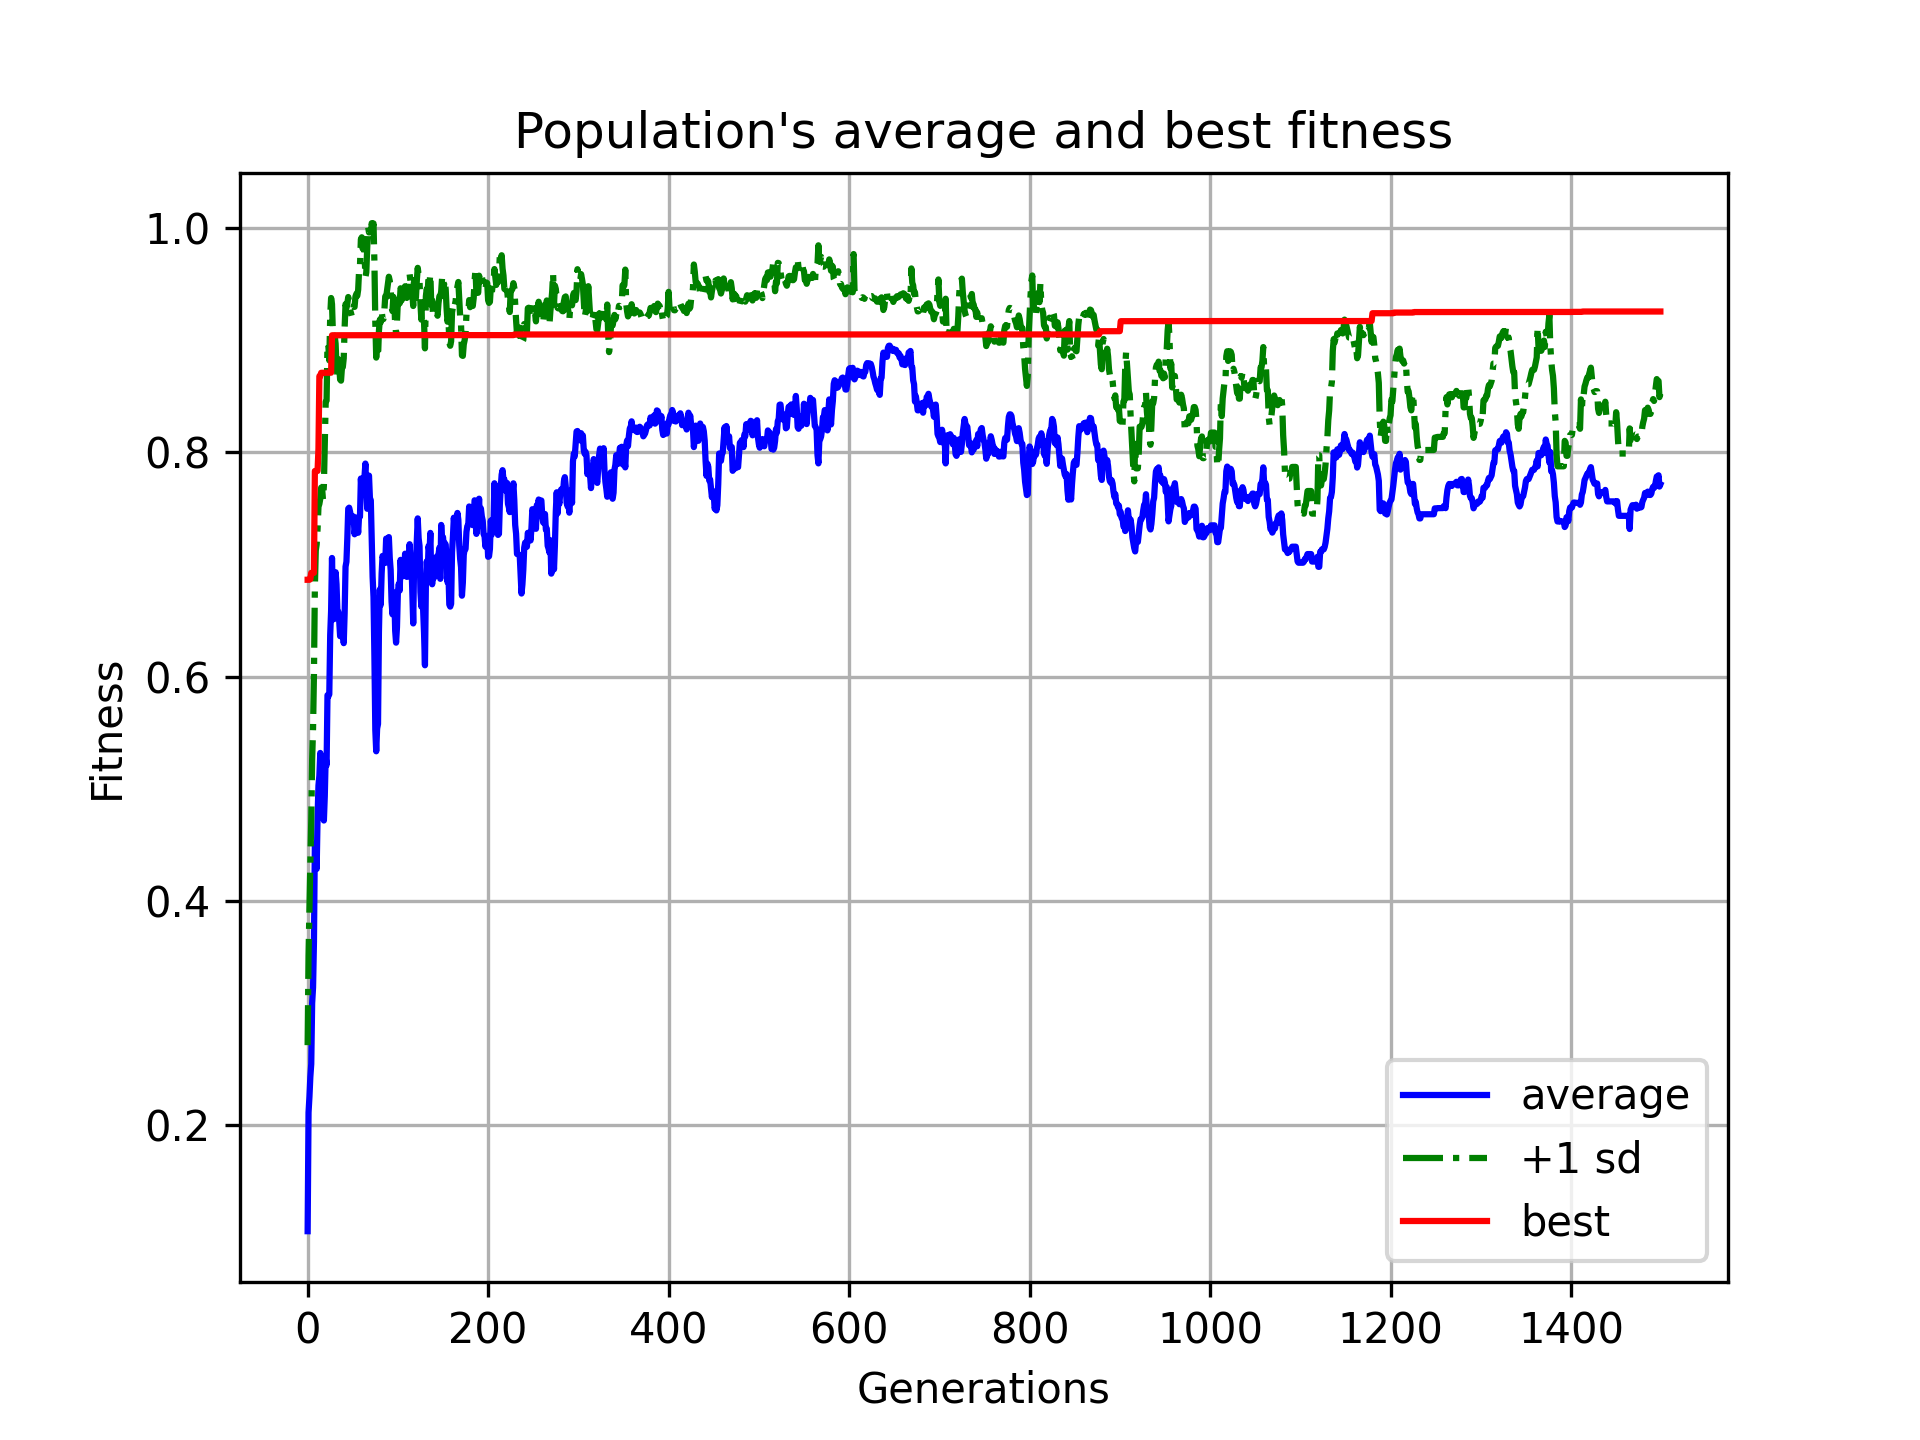 Population's average and best fitness
1.0
0.8
0.6
0.4
0.2
Fitness
0 200 400 600 800 1000 1200 1400
Generations
average
+1 sd
best